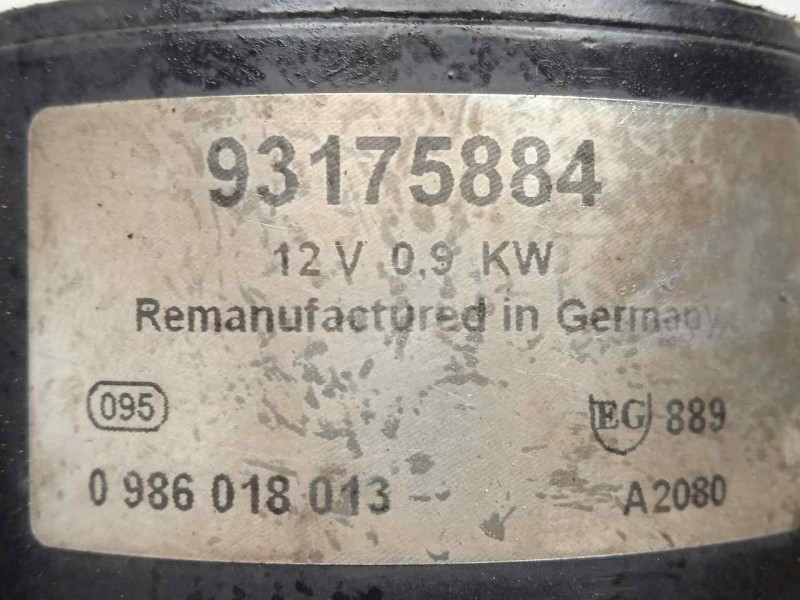 93175884
12 V 0,9 KW
Remanufactured in Germany
095 EG 889
0 986 018 013 A2080